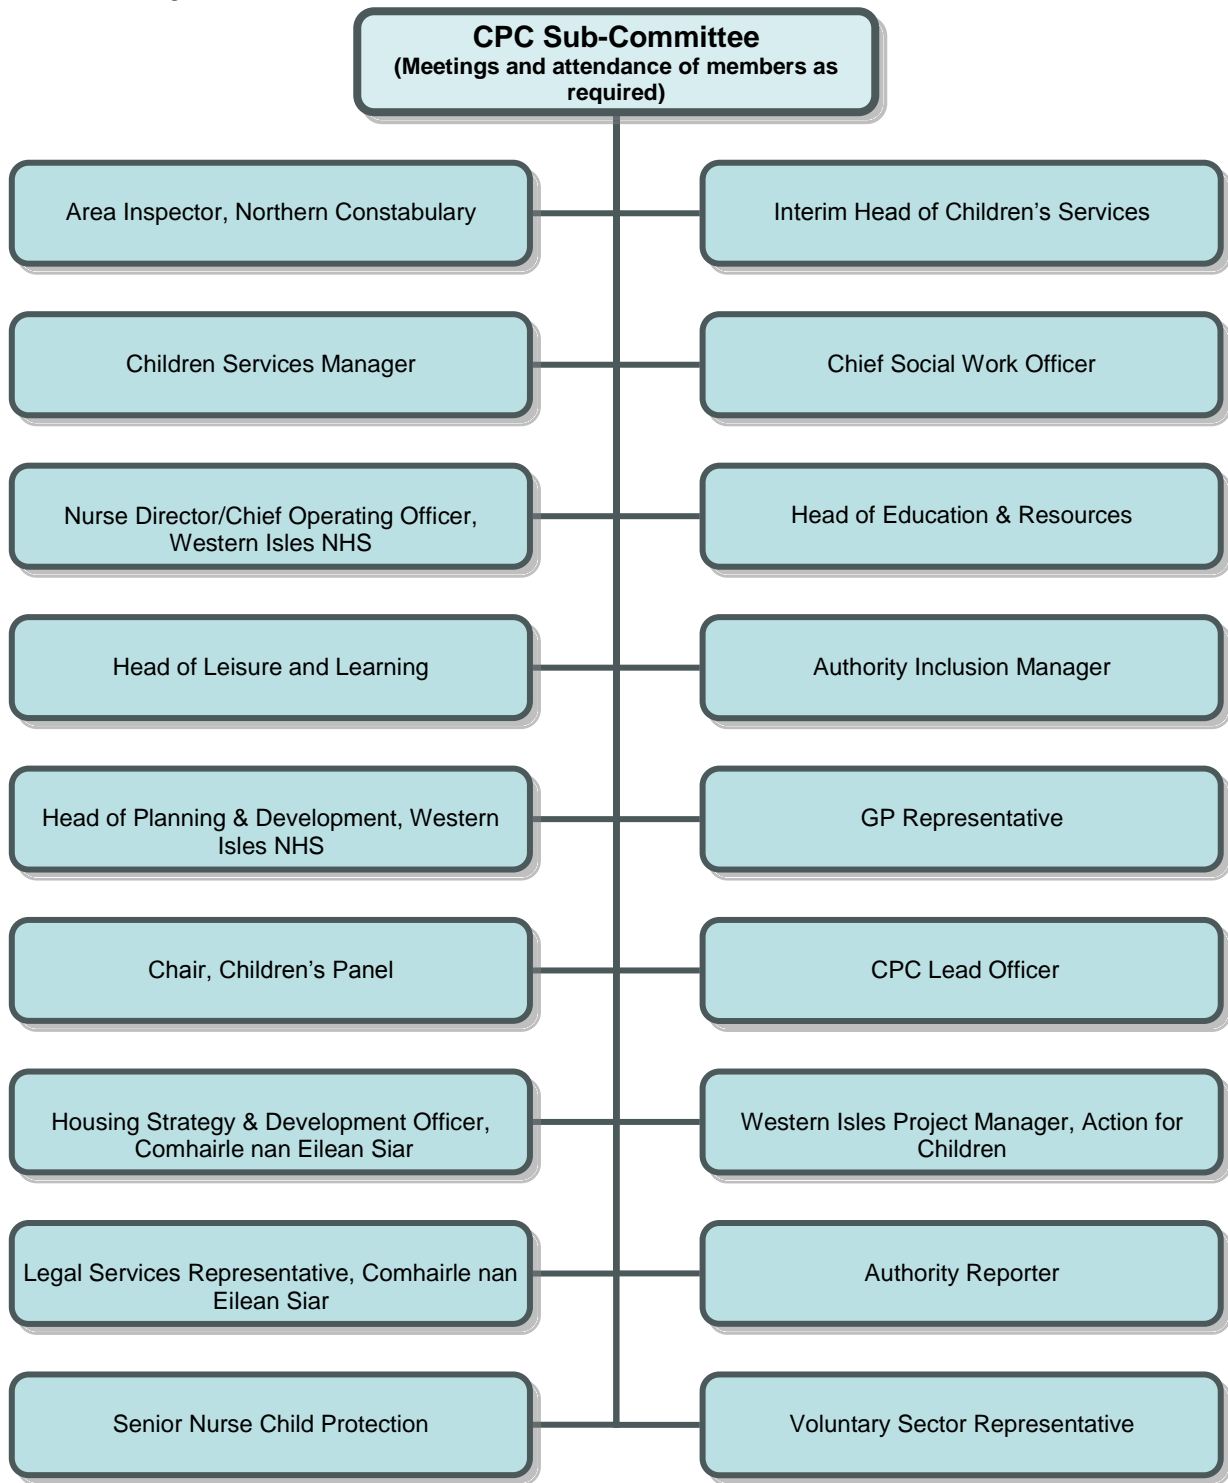 CPC Sub-Committee
(Meetings and attendance of members as
required)
Area Inspector, Northern Constabulary
Interim Head of Children’s Services
Children Services Manager
Chief Social Work Officer
Nurse Director/Chief Operating Officer,
Western Isles NHS
Head of Education & Resources
Head of Leisure and Learning
Authority Inclusion Manager
Head of Planning & Development, Western
Isles NHS
GP Representative
Chair, Children’s Panel
CPC Lead Officer
Housing Strategy & Development Officer,
Comhairle nan Eilean Siar
Western Isles Project Manager, Action for
Children
Legal Services Representative, Comhairle nan
Eilean Siar
Authority Reporter
Senior Nurse Child Protection
Voluntary Sector Representative